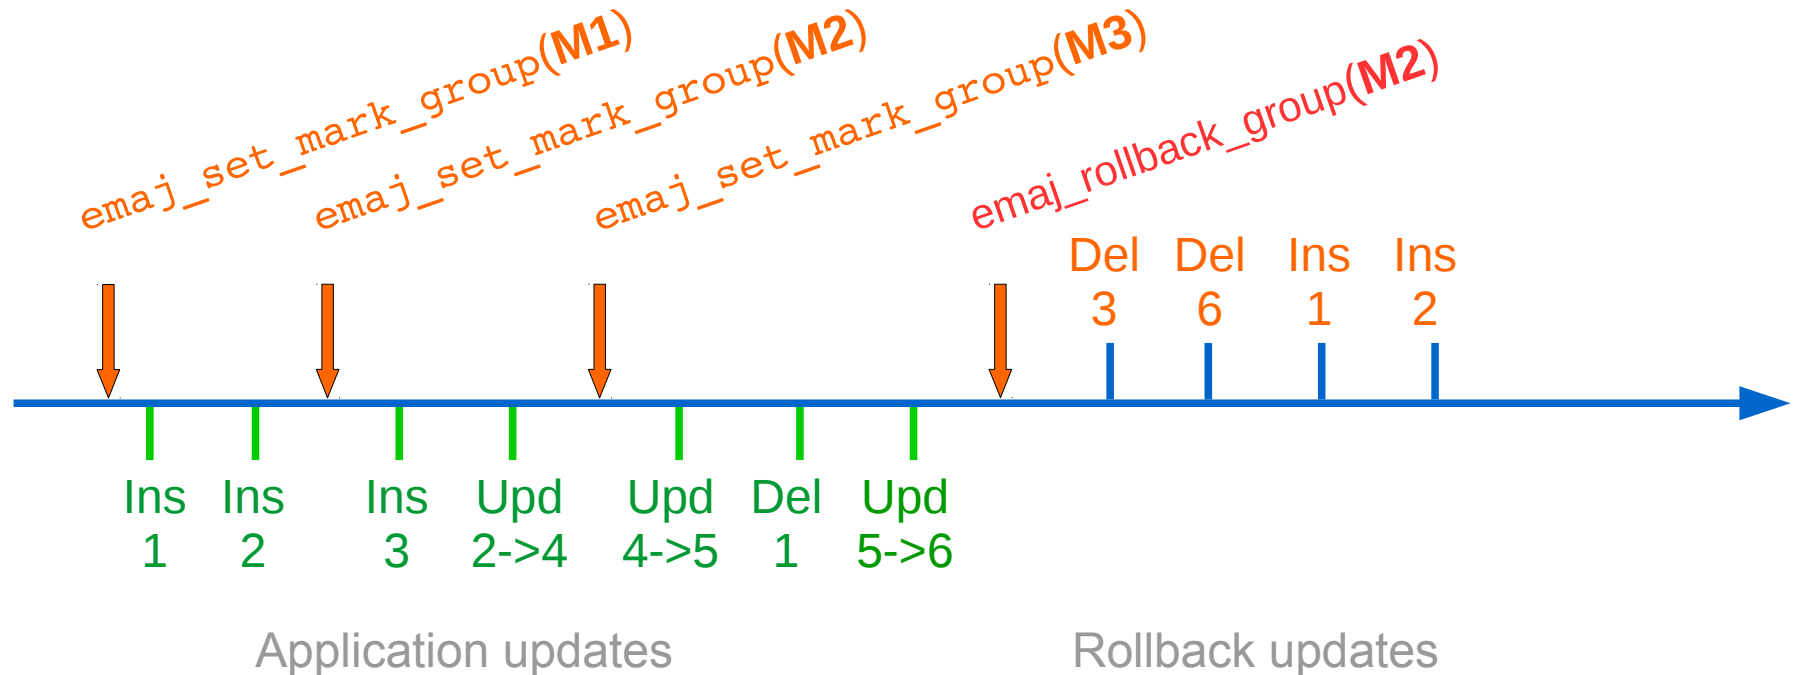 emaj_set_mark_group(M1)
emaj_set_mark_group(M2)
emaj_set_mark_group(M3)
emaj_rollback_group(M2)
Del Del Ins Ins
3 6 1 2
Ins Ins Ins Upd Upd Del Upd
1 2 3 2->4 4->5 1 5->6
Application updates Rollback updates